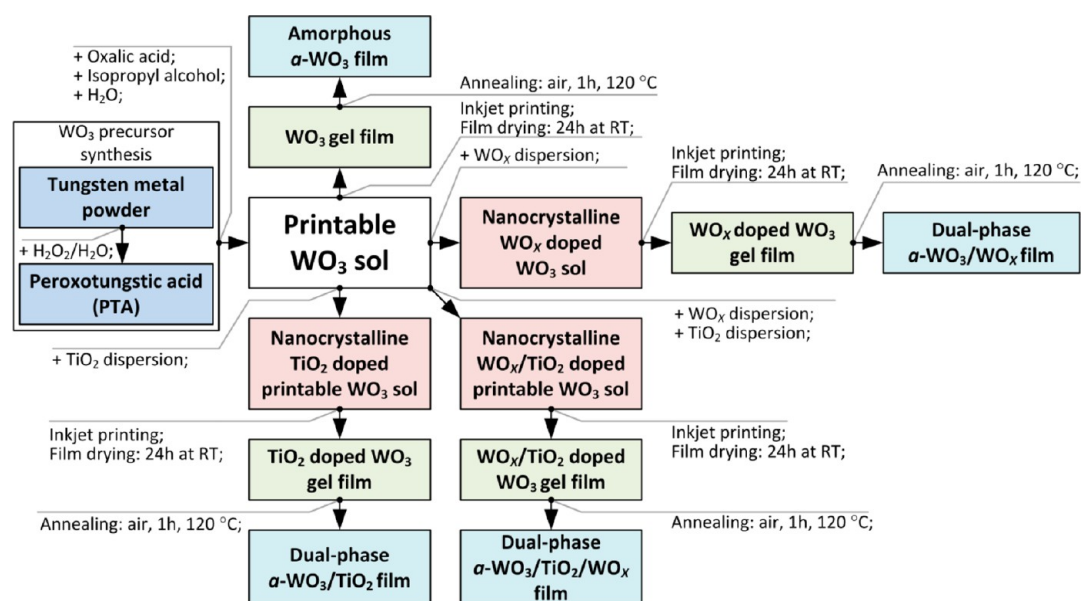 Amorphous
a-WO₃ film
+ Oxalic acid;
+ Isopropyl alcohol;
+ H₂O;
Annealing: air, 1h, 120 °C
WO₃ gel film
Inkjet printing;
Film drying: 24h at RT;
+ WOₓ dispersion;
WO₃ precursor
synthesis
Tungsten metal
powder
+ H₂O₂/H₂O;
Peroxotungstic acid
(PTA)
Printable
WO₃ sol
Nanocrystalline
WOₓ doped
WO₃ sol
Inkjet printing;
Film drying: 24h at RT;
WOₓ doped WO₃
gel film
Annealing: air, 1h, 120 °C;
Dual-phase
a-WO₃/WOₓ film
+ TiO₂ dispersion;
+ WOₓ dispersion;
+ TiO₂ dispersion;
Nanocrystalline
TiO₂ doped
printable WO₃ sol
Nanocrystalline
WOₓ/TiO₂ doped
printable WO₃ sol
Inkjet printing;
Film drying: 24h at RT;
Inkjet printing;
Film drying: 24h at RT;
TiO₂ doped WO₃
gel film
WOₓ/TiO₂ doped
WO₃ gel film
Annealing: air, 1h, 120 °C;
Annealing: air, 1h, 120 °C;
Dual-phase
a-WO₃/TiO₂ film
Dual-phase
a-WO₃/TiO₂/WOₓ
film